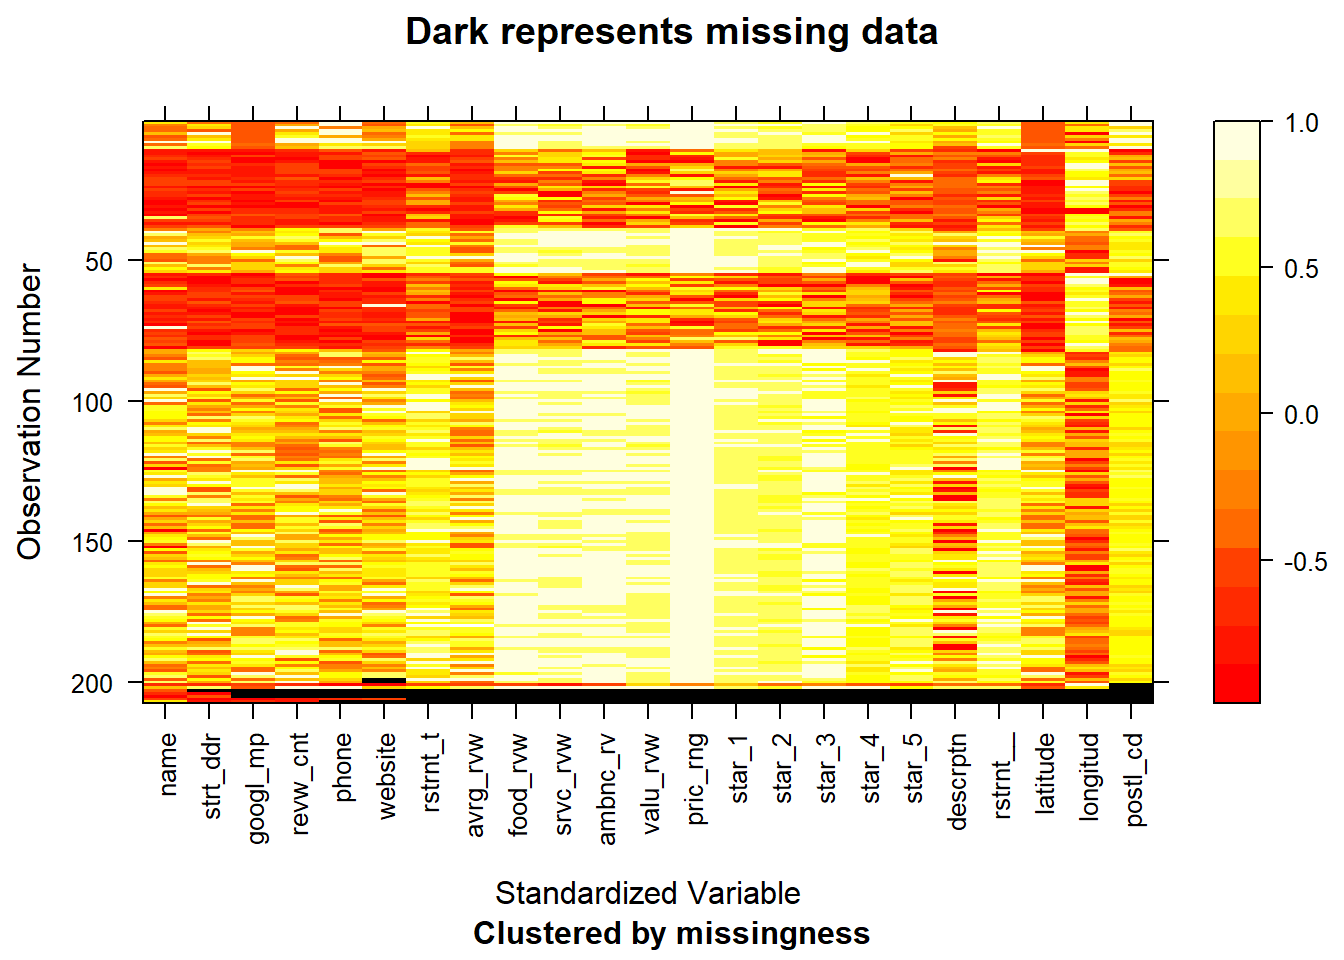 Dark represents missing data
Observation Number
50
100
150
200
1.0
0.5
0.0
-0.5
name
strt_ddr
googl_mp
revw_cnt
phone
website
rstrnt_t
avrg_rvw
food_rvw
srvc_rvw
ambnc_rv
valu_rvw
pric_rng
star_1
star_2
star_3
star_4
star_5
descrptn
rstrnt__
latitude
longitud
postl_cd
Standardized Variable
Clustered by missingness